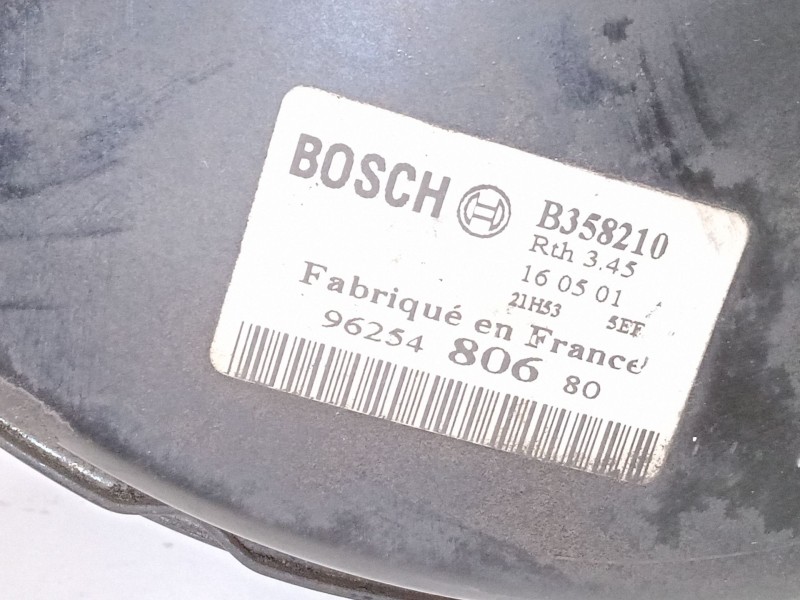 BOSCH B358210
Rth 3.45
16 05 01
21H53 5EF
Fabriqué en France
96254 806 80